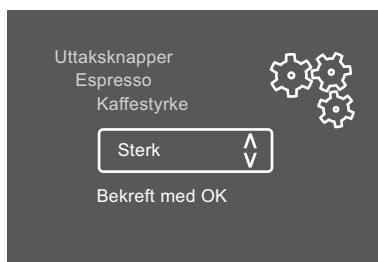 Uttaksknapper
Espresso
Kaffestyrke
Sterk
Bekreft med OK